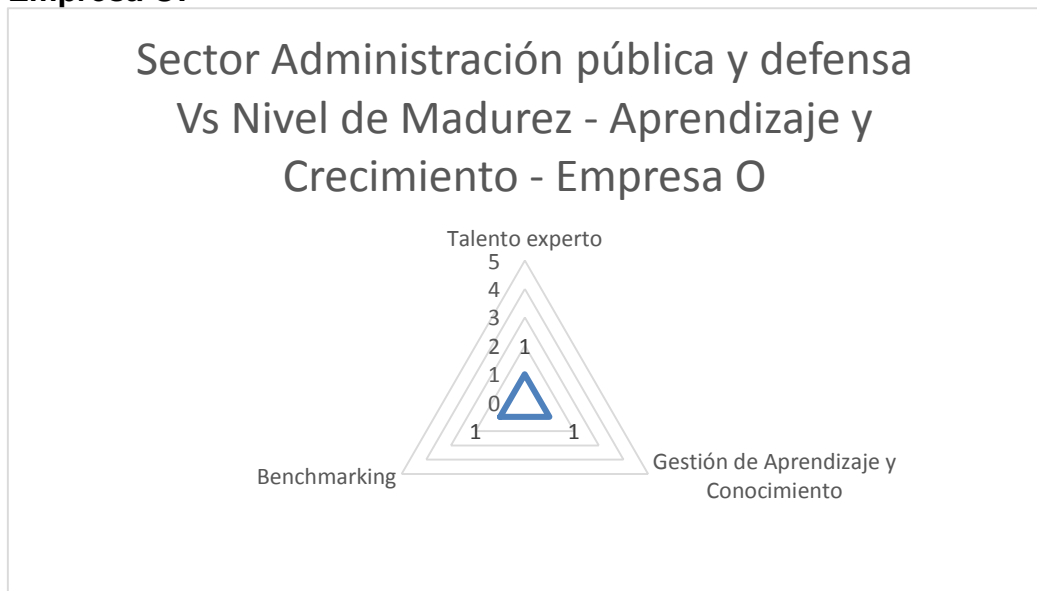 Sector Administración pública y defensa
Vs Nivel de Madurez - Aprendizaje y
Crecimiento - Empresa O
Talento experto
5
4
3
2
1
1
0
1
1
Benchmarking
Gestión de Aprendizaje y
Conocimiento